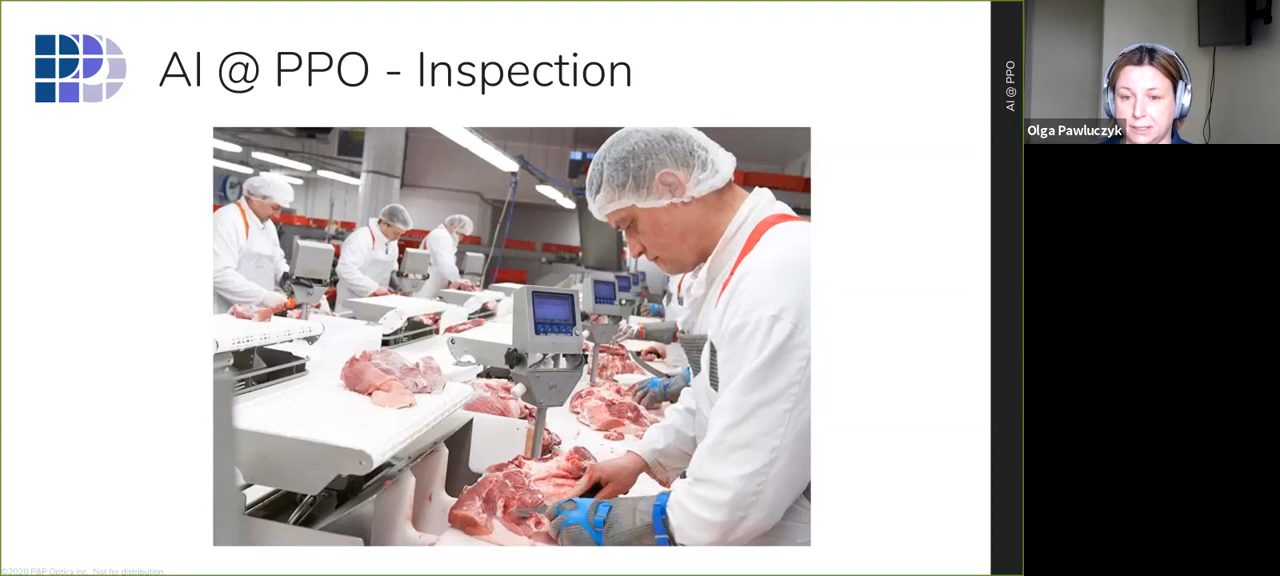 AI @ PPO - Inspection
AI @ PPO
Olga Pawluczyk
©2020 P&P Optica Inc. Not for distribution.